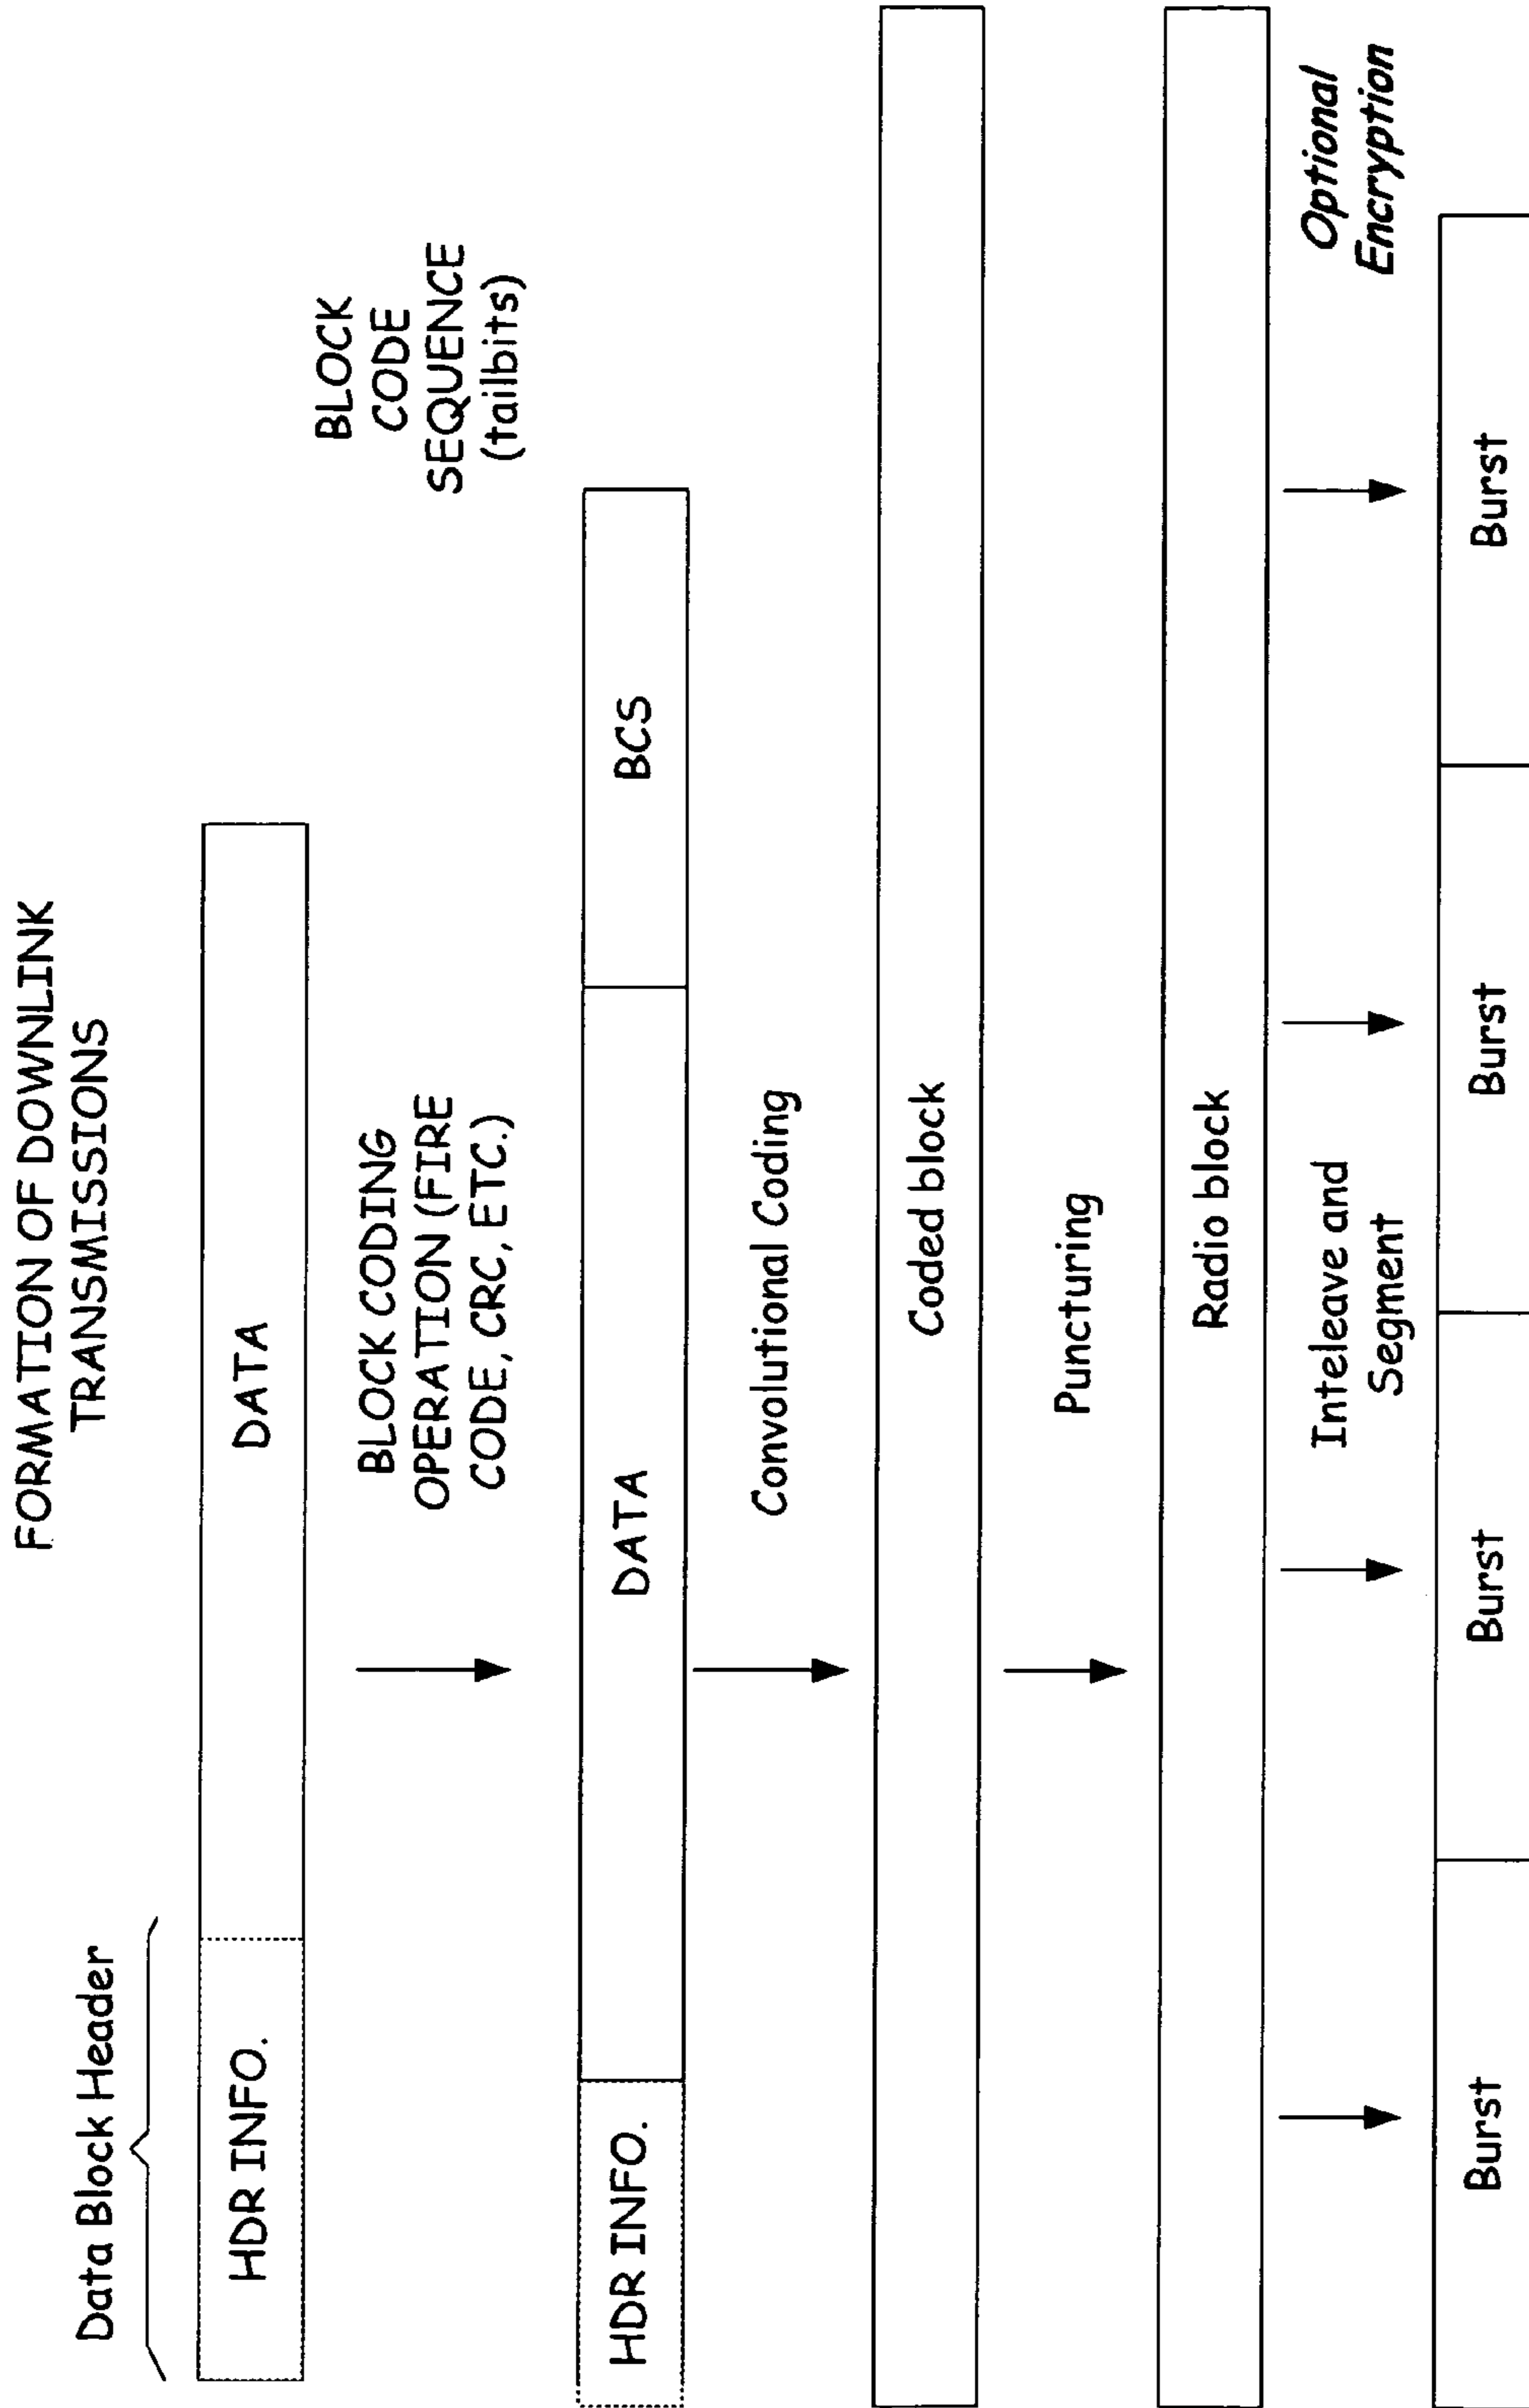 FORMATION OF DOWNLINK
TRANSMISSIONS
Data Block Header
HDR INFO.
DATA
BLOCK CODING
OPERATION (FIRE
CODE, CRC, ETC.)
BLOCK
CODE
SEQUENCE
(tailbits)
HDR INFO.
DATA
BCS
Convolutional Coding
Coded block
Puncturing
Radio block
Inteleave and
Segment
Optional
Encryption
Burst
Burst
Burst
Burst